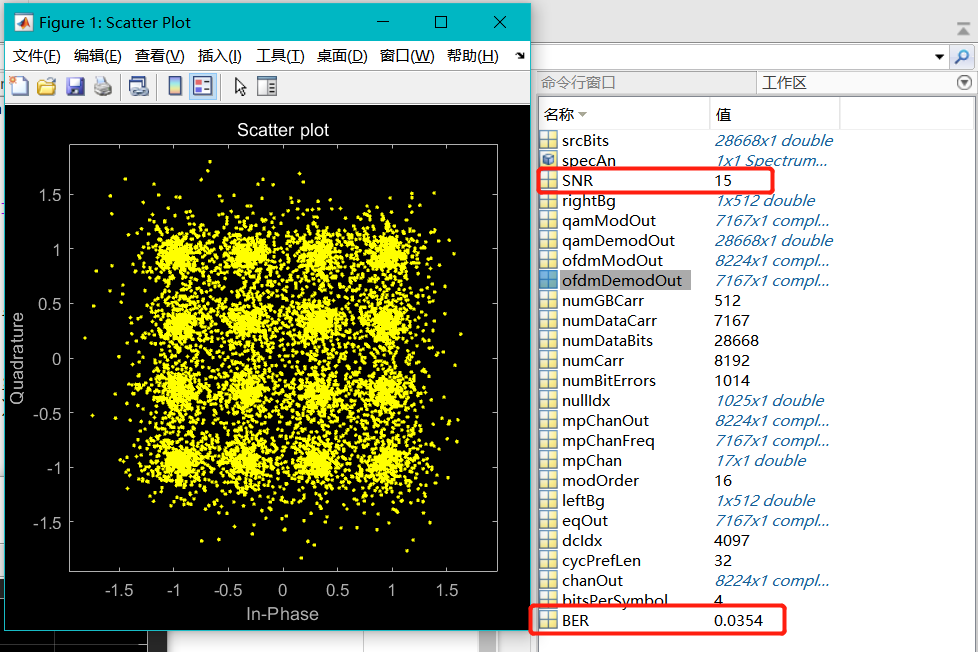 Figure 1: Scatter Plot
文件(F) 编辑(E) 查看(V) 插入(I) 工具(T) 桌面(D) 窗口(W) 帮助(H)
Scatter plot
1.5
1
0.5
0
-0.5
-1
-1.5
Quadrature
-1.5 -1 -0.5 0 0.5 1 1.5
In-Phase
命令行窗口
工作区
名称 值
srcBits 28668x1 double
specAn 1x1 Spectrum...
SNR 15
rightBg 1x512 double
qamModOut 7167x1 compl...
qamDemodOut 28668x1 double
ofdmModOut 8224x1 compl...
ofdmDemodOut 7167x1 compl...
numGBCarr 512
numDataCarr 7167
numDataBits 28668
numCarr 8192
numBitErrors 1014
nullIdx 1025x1 double
mpChanOut 8224x1 compl...
mpChanFreq 7167x1 compl...
mpChan 17x1 double
modOrder 16
leftBg 1x512 double
eqOut 7167x1 compl...
dcIdx 4097
cycPrefLen 32
chanOut 8224x1 compl...
bitsPerSymbol 4
BER 0.0354